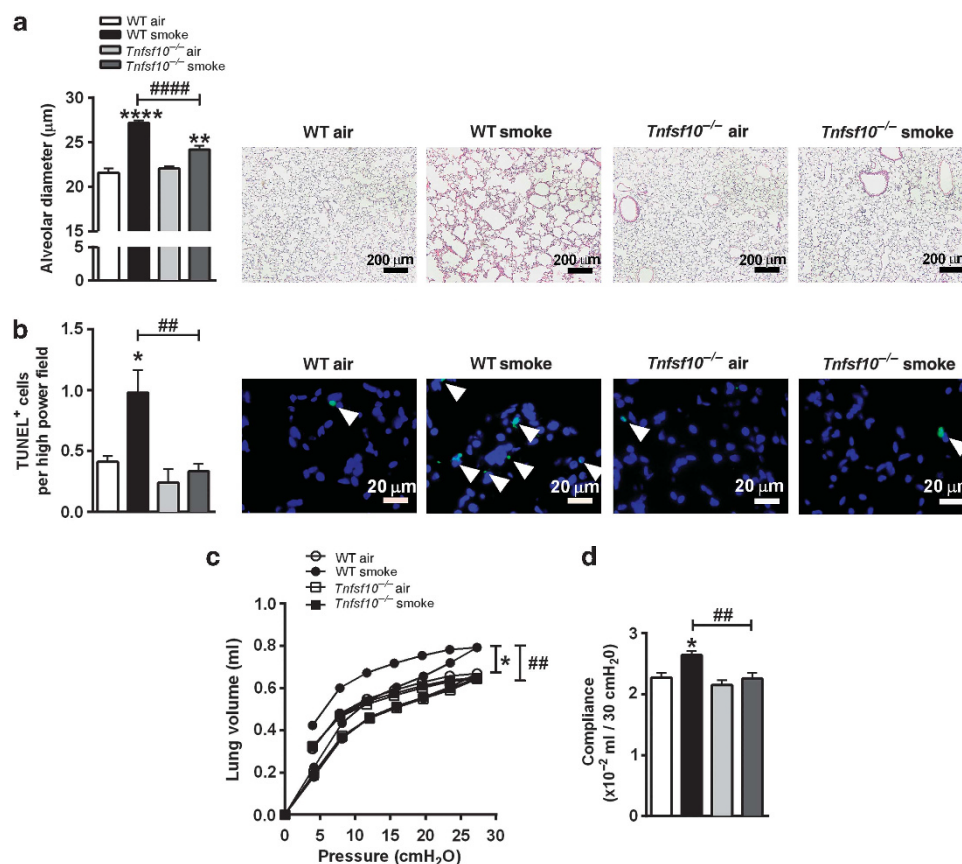 a
WT air
WT smoke
Tnfsf10−/− air
Tnfsf10−/− smoke
Alveolar diameter (μm)
30
25
20
15
5
0
****
####
**
WT air
WT smoke
Tnfsf10−/− air
Tnfsf10−/− smoke
200 μm
200 μm
200 μm
200 μm
b
TUNEL+ cells
per high power field
1.5
1.0
0.5
0.0
*
##
WT air
WT smoke
Tnfsf10−/− air
Tnfsf10−/− smoke
20 μm
20 μm
20 μm
20 μm
c
WT air
WT smoke
Tnfsf10−/− air
Tnfsf10−/− smoke
Lung volume (ml)
1.0
0.8
0.6
0.4
0.2
0.0
0 5 10 15 20 25 30
Pressure (cmH2O)
*
##
d
Compliance
(x10−2 ml / 30 cmH20)
3
2
1
0
*
##